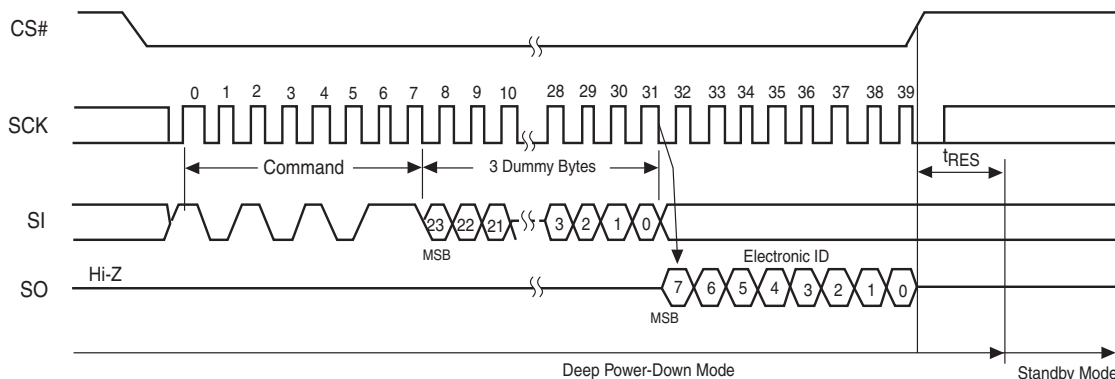 CS#
SCK
0 1 2 3 4 5 6 7 8 9 10 28 29 30 31 32 33 34 35 36 37 38 39
Command
3 Dummy Bytes
tRES
SI
23 22 21 3 2 1 0
MSB
Electronic ID
Hi-Z
SO
7 6 5 4 3 2 1 0
MSB
Deep Power-Down Mode
Standby Mode